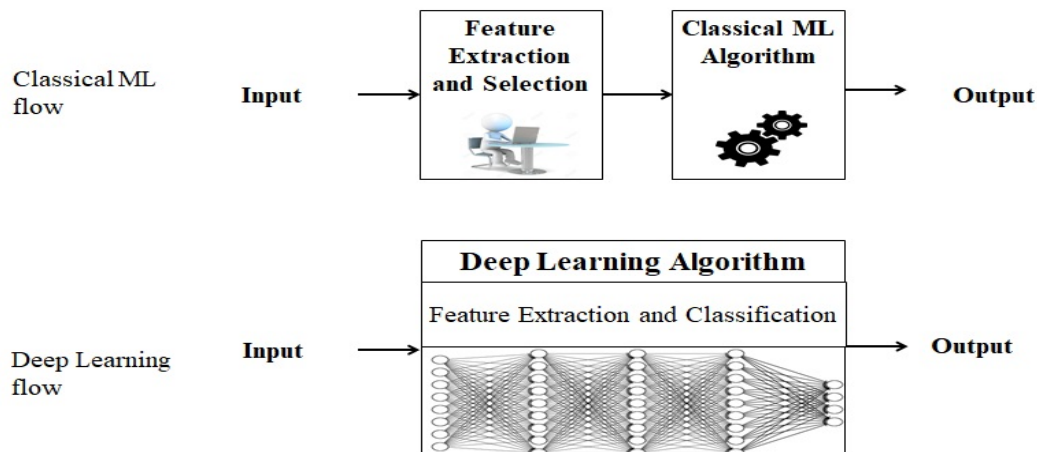 Classical ML
flow
Input
Feature
Extraction
and Selection
Classical ML
Algorithm
Output
Deep Learning
flow
Input
Deep Learning Algorithm
Feature Extraction and Classification
Output